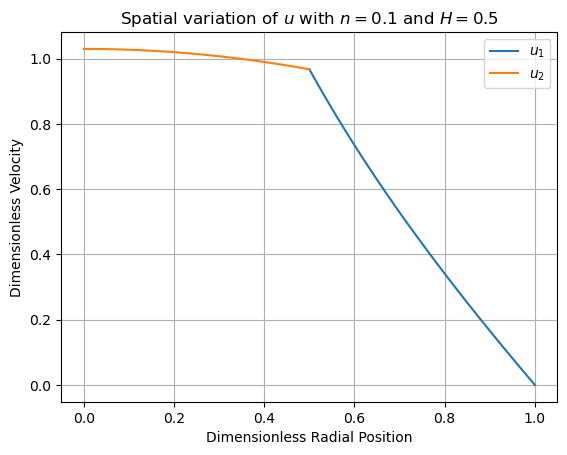 Spatial variation of u with n = 0.1 and H = 0.5
u₁
u₂
1.0
0.8
0.6
0.4
0.2
0.0
Dimensionless Velocity
0.0 0.2 0.4 0.6 0.8 1.0
Dimensionless Radial Position